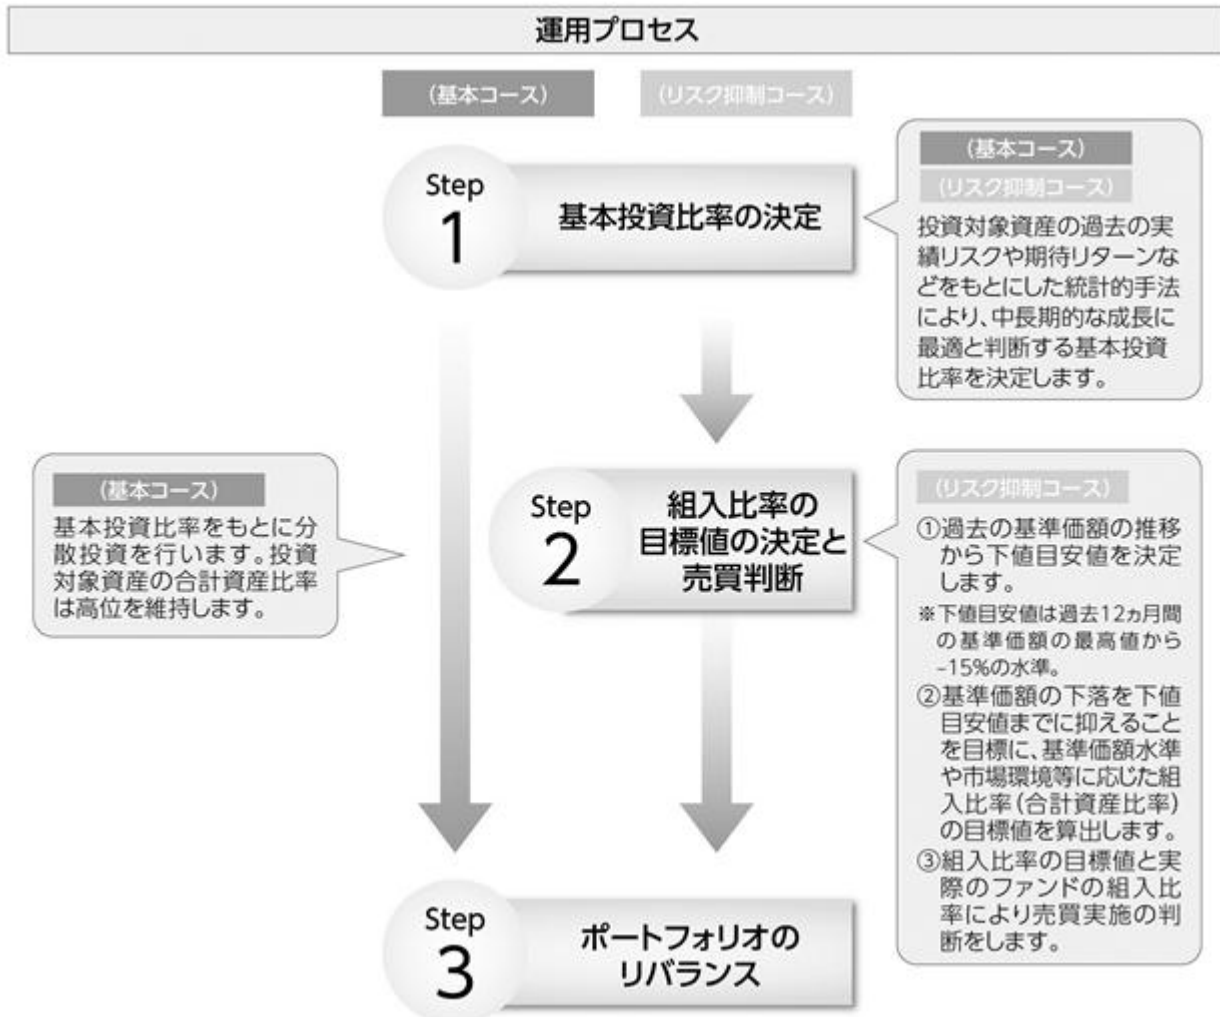 運用プロセス
(基本コース)
(リスク抑制コース)
Step
1
基本投資比率の決定
(基本コース)
(リスク抑制コース)
投資対象資産の過去の実
績リスクや期待リターンな
どをもとにした統計的手法
により、中長期的な成長に
最適と判断する基本投資
比率を決定します。
(基本コース)
基本投資比率をもとに分
散投資を行います。投資
対象資産の合計資産比率
は高位を維持します。
Step
2
組入比率の
目標値の決定と
売買判断
(リスク抑制コース)
①過去の基準価額の推移
から下値目安値を決定
します。
※下値目安値は過去12ヵ月間
の基準価額の最高値から
-15%の水準。
②基準価額の下落を下値
目安値までに抑えること
を目標に、基準価額水準
や市場環境等に応じた組
入比率(合計資産比率)
の目標値を算出します。
③組入比率の目標値と実
際のファンドの組入比
率により売買実施の判
断をします。
Step
3
ポートフォリオの
リバランス